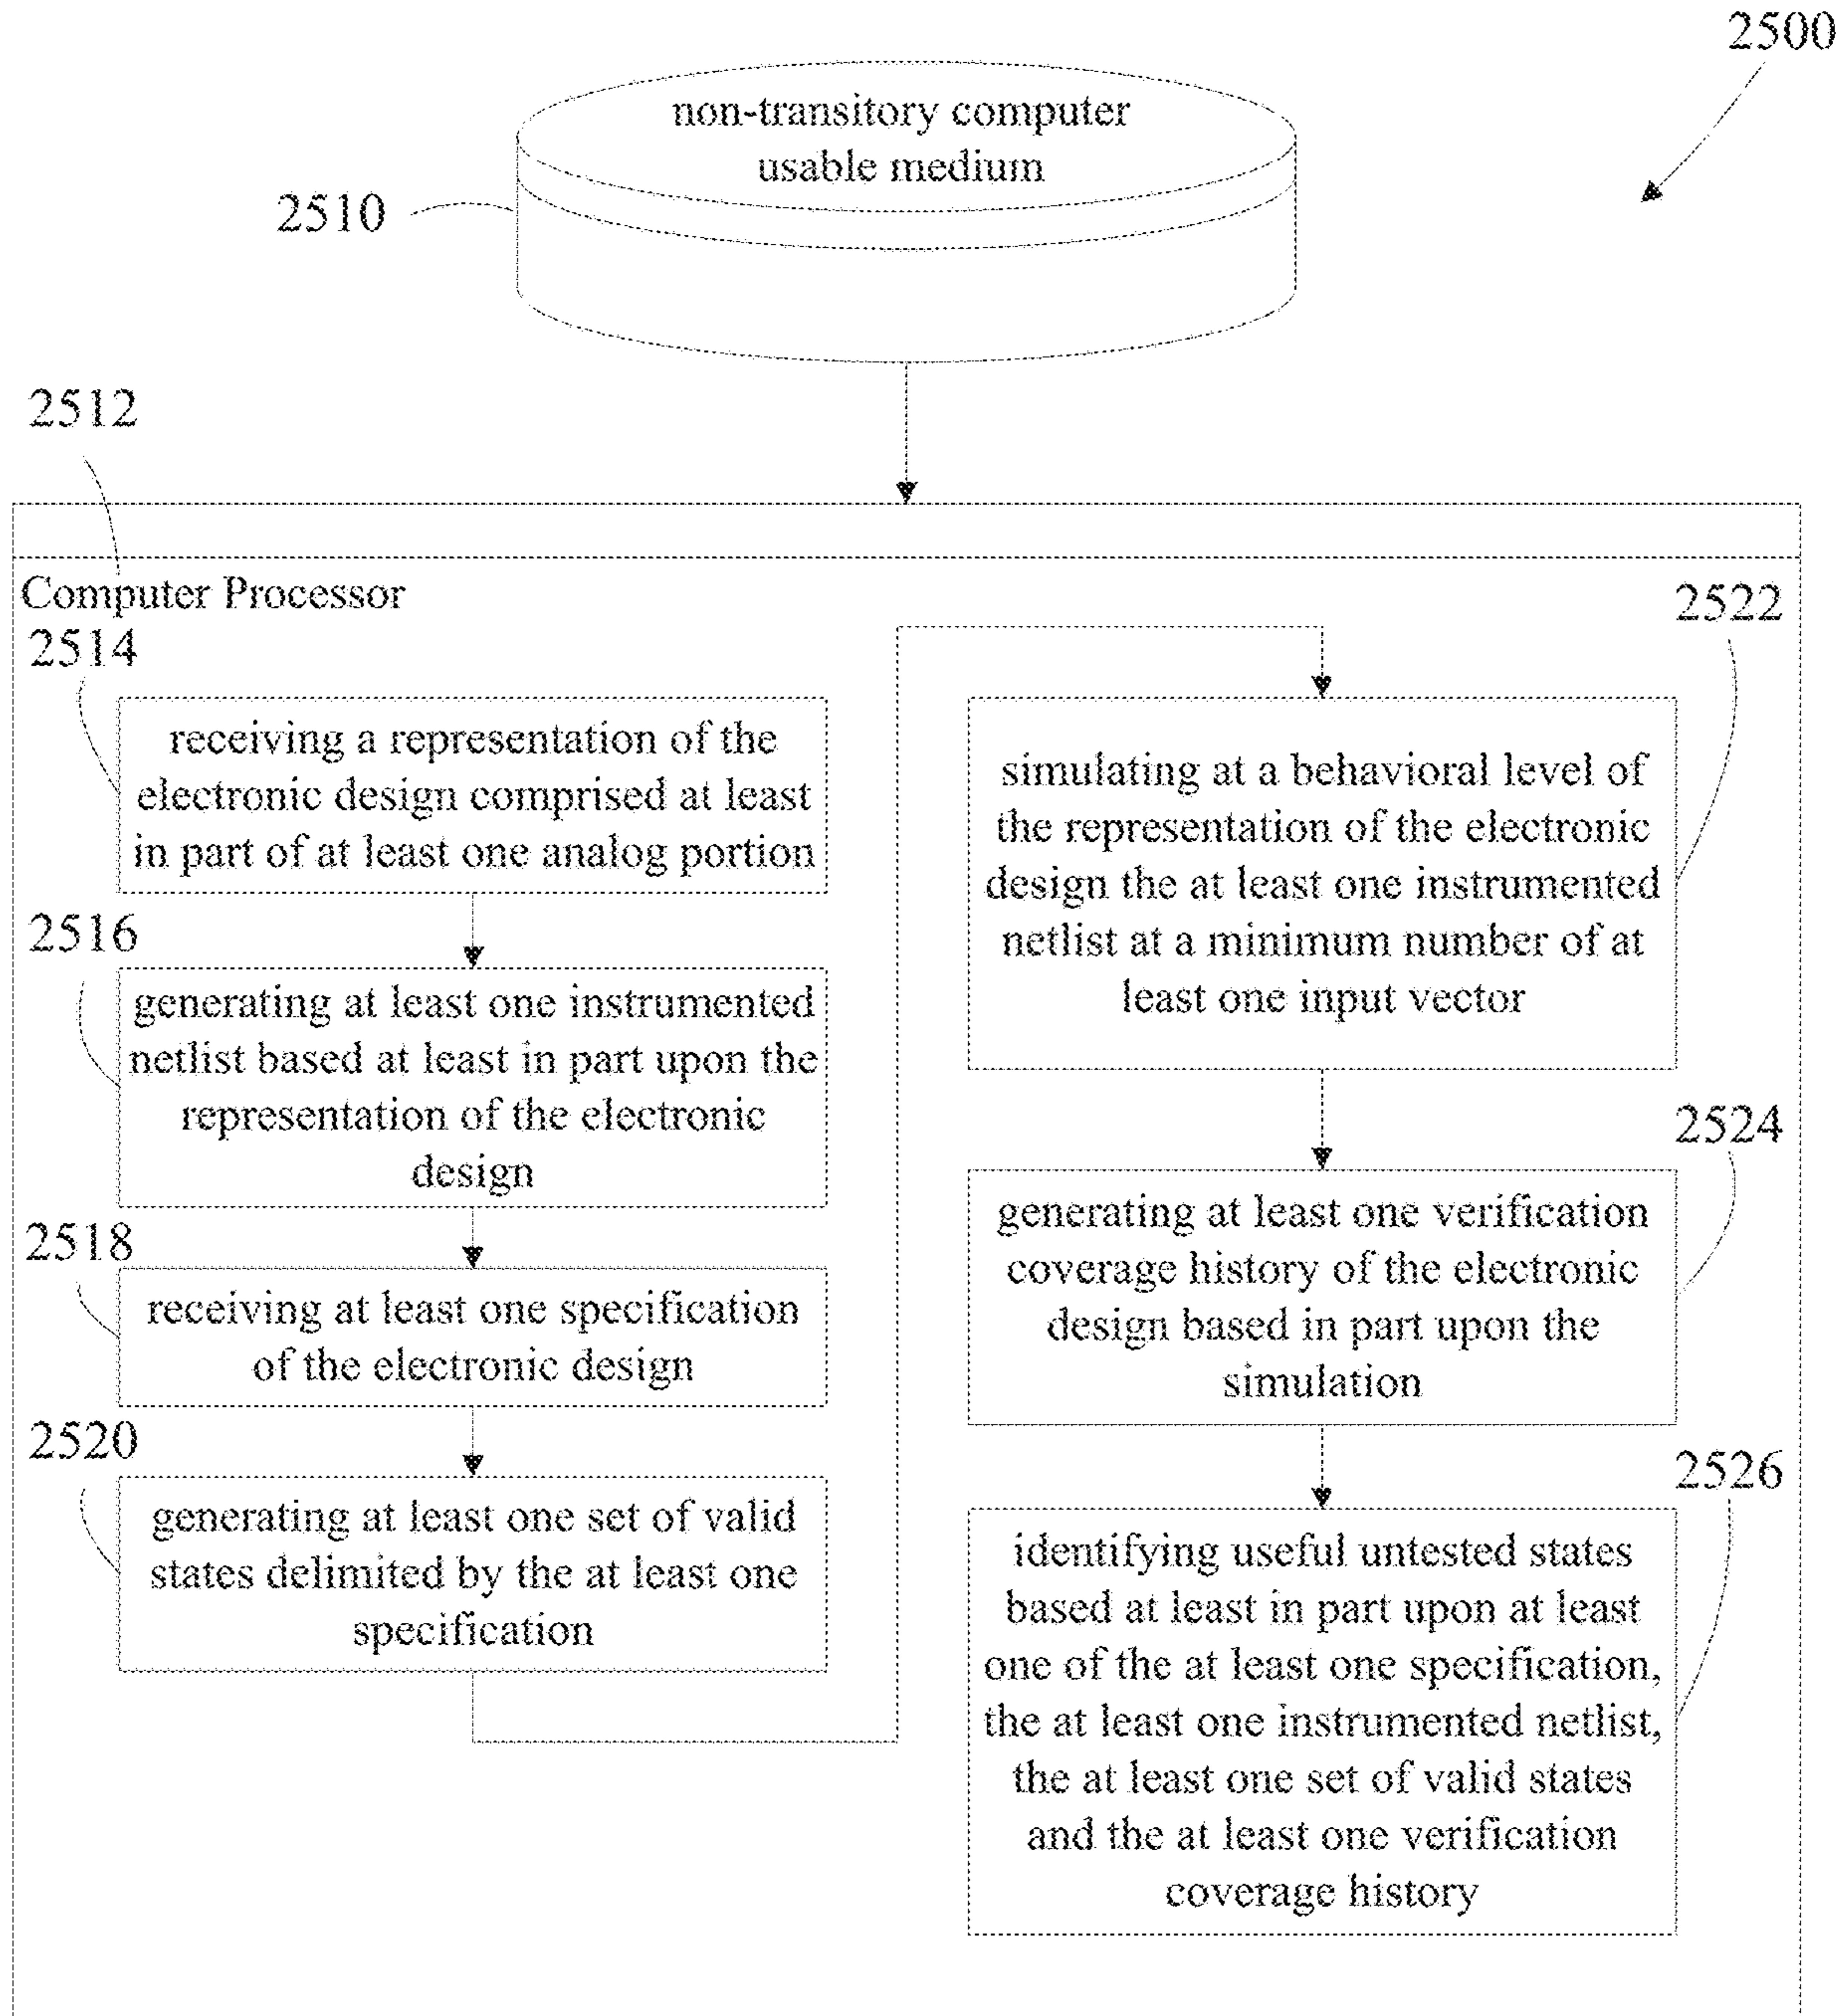 2500
non-transitory computer
usable medium
2510
2512
Computer Processor
2514
receiving a representation of the
electronic design comprised at least
in part of at least one analog portion
2516
generating at least one instrumented
netlist based at least in part upon the
representation of the electronic
design
2518
receiving at least one specification
of the electronic design
2520
generating at least one set of valid
states delimited by the at least one
specification
2522
simulating at a behavioral level of
the representation of the electronic
design the at least one instrumented
netlist at a minimum number of at
least one input vector
2524
generating at least one verification
coverage history of the electronic
design based in part upon the
simulation
2526
identifying useful untested states
based at least in part upon at least
one of the at least one specification,
the at least one instrumented netlist,
the at least one set of valid states
and the at least one verification
coverage history